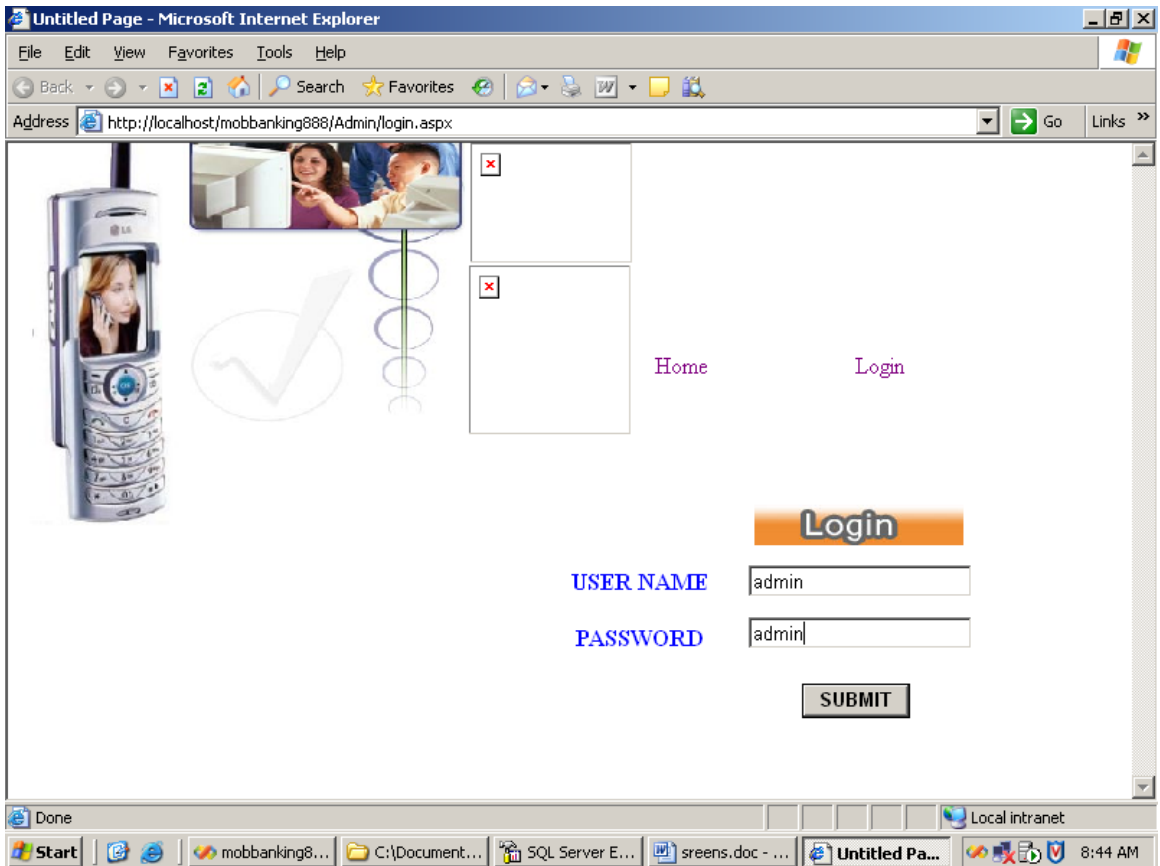 Untitled Page - Microsoft Internet Explorer
File Edit View Favorites Tools Help
Back Search Favorites
Address http://localhost/mobbanking888/Admin/login.aspx Go Links »
LG
OK
Home Login
Login
USER NAME admin
PASSWORD admin
SUBMIT
Done Local intranet
Start mobbanking8... C:\Document... SQL Server E... sreens.doc - ... Untitled Pa... 8:44 AM